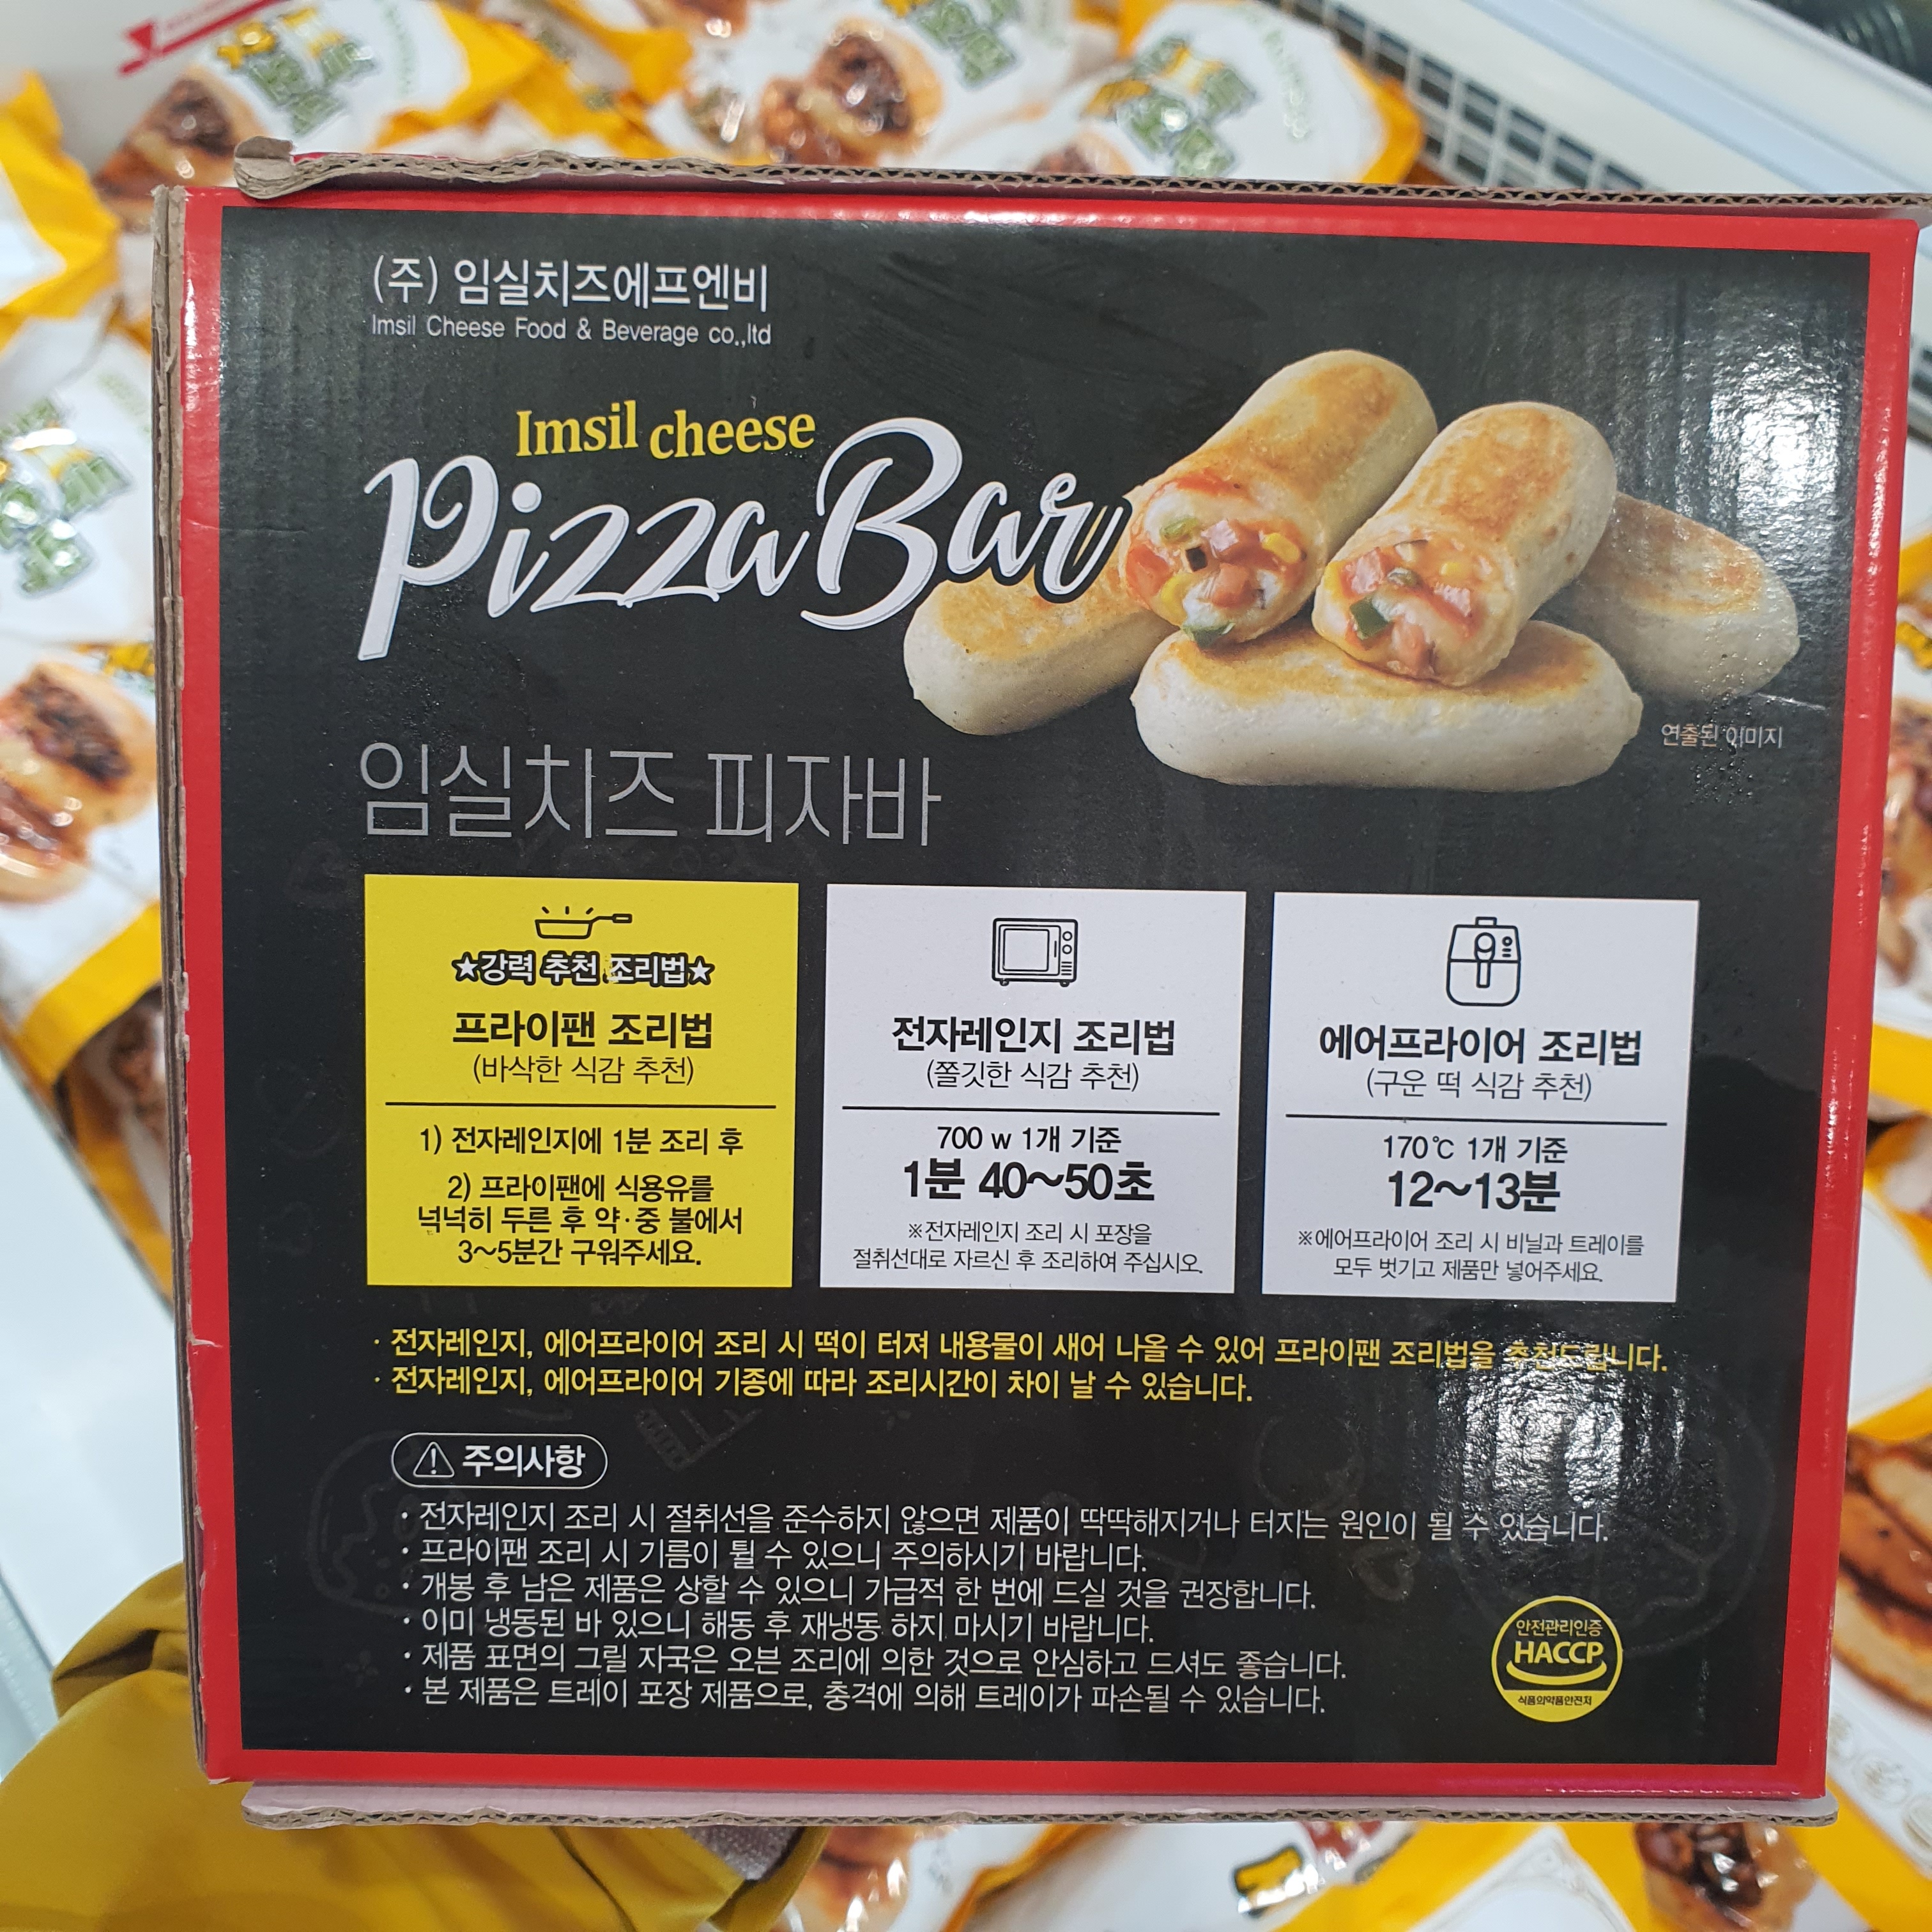 (주) 임실치즈에프엔비
Imsil Cheese Food & Beverage co.,ltd
Imsil cheese
Pizza Bar
연출된 이미지
임실치즈 피자바
★강력 추천 조리법★
프라이팬 조리법
(바삭한 식감 추천)
1) 전자레인지에 1분 조리 후
2) 프라이팬에 식용유를
넉넉히 두른 후 약·중 불에서
3~5분간 구워주세요.
전자레인지 조리법
(쫄깃한 식감 추천)
700 w 1개 기준
1분 40~50초
※전자레인지 조리 시 포장을
절취선대로 자르신 후 조리하여 주십시오.
에어프라이어 조리법
(구운 떡 식감 추천)
170℃ 1개 기준
12~13분
※에어프라이어 조리 시 비닐과 트레이를
모두 벗기고 제품만 넣어주세요.
· 전자레인지, 에어프라이어 조리 시 떡이 터져 내용물이 새어 나올 수 있어 프라이팬 조리법을 추천드립니다.
· 전자레인지, 에어프라이어 기종에 따라 조리시간이 차이 날 수 있습니다.
주의사항
· 전자레인지 조리 시 절취선을 준수하지 않으면 제품이 딱딱해지거나 터지는 원인이 될 수 있습니다.
· 프라이팬 조리 시 기름이 튈 수 있으니 주의하시기 바랍니다.
· 개봉 후 남은 제품은 상할 수 있으니 가급적 한 번에 드실 것을 권장합니다.
· 이미 냉동된 바 있으니 해동 후 재냉동 하지 마시기 바랍니다.
· 제품 표면의 그릴 자국은 오븐 조리에 의한 것으로 안심하고 드셔도 좋습니다.
· 본 제품은 트레이 포장 제품으로, 충격에 의해 트레이가 파손될 수 있습니다.
안전관리인증
HACCP
식품의약품안전처